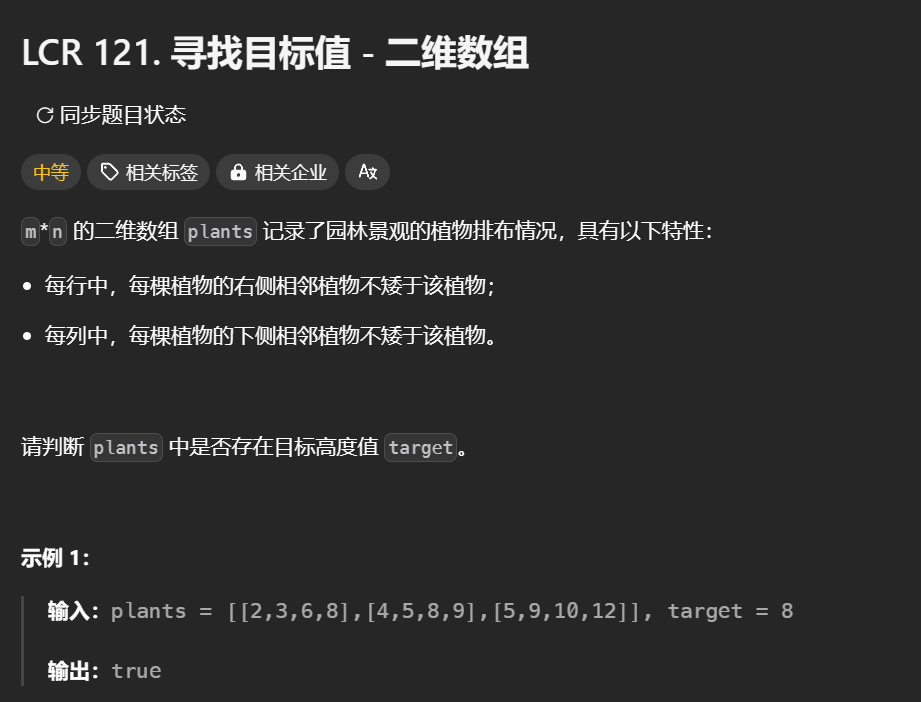 LCR 121. 寻找目标值 - 二维数组
同步题目状态
中等 相关标签 相关企业 Ax
m*n 的二维数组 plants 记录了园林景观的植物排布情况，具有以下特性：
• 每行中，每棵植物的右侧相邻植物不矮于该植物；
• 每列中，每棵植物的下侧相邻植物不矮于该植物。
请判断 plants 中是否存在目标高度值 target。
示例 1：
输入：plants = [[2,3,6,8],[4,5,8,9],[5,9,10,12]], target = 8
输出：true